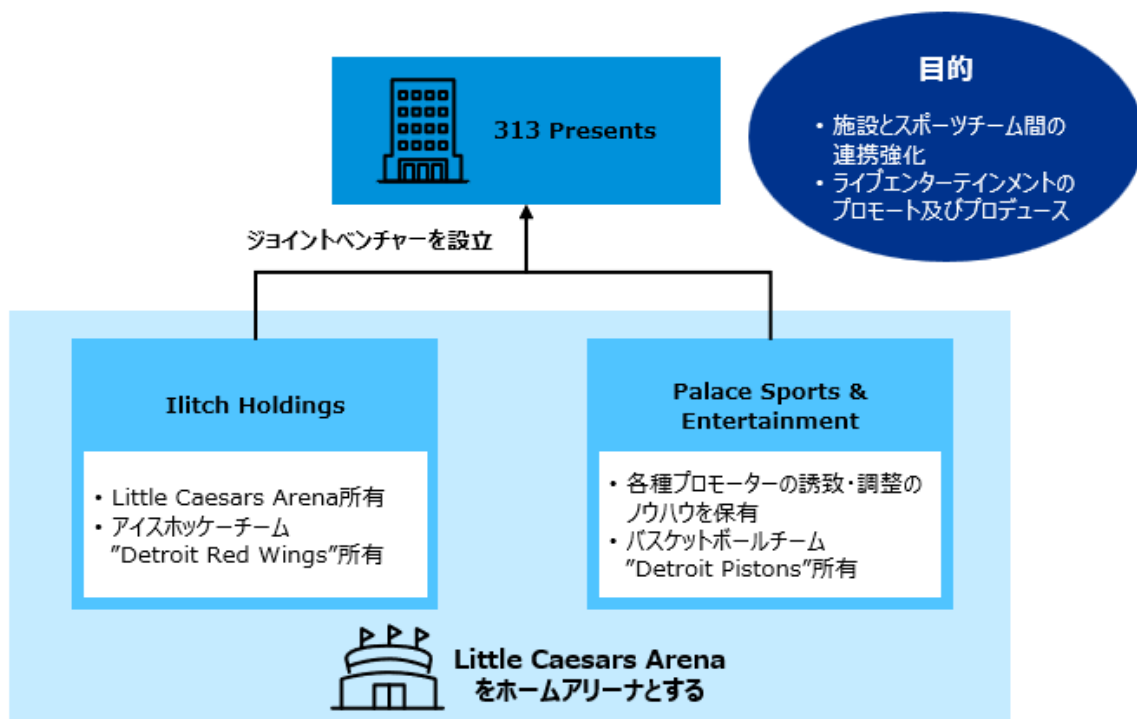 目的
・施設とスポーツチーム間の
連携強化
・ライブエンターテインメントの
プロモート及びプロデュース
313 Presents
ジョイントベンチャーを設立
Ilitch Holdings
• Little Caesars Arena所有
• アイスホッケーチーム
”Detroit Red Wings”所有
Palace Sports &
Entertainment
• 各種プロモーターの誘致・調整の
ノウハウを保有
• バスケットボールチーム
”Detroit Pistons”所有
Little Caesars Arena
をホームアリーナとする